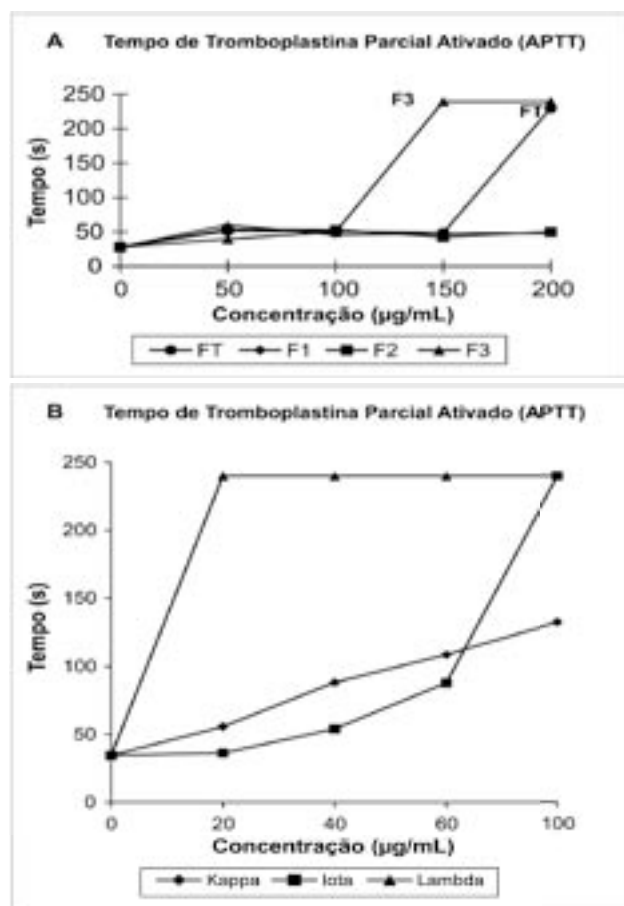 A Tempo de Tromboplastina Parcial Ativado (APTT)
Tempo (s)
250
200
150
100
50
0
F3
FT
0 50 100 150 200
Concentração (µg/mL)
FT F1 F2 F3
B Tempo de Tromboplastina Parcial Ativado (APTT)
Tempo (s)
250
200
150
100
50
0
0 20 40 60 100
Concentração (µg/mL)
Kappa Iota Lambda